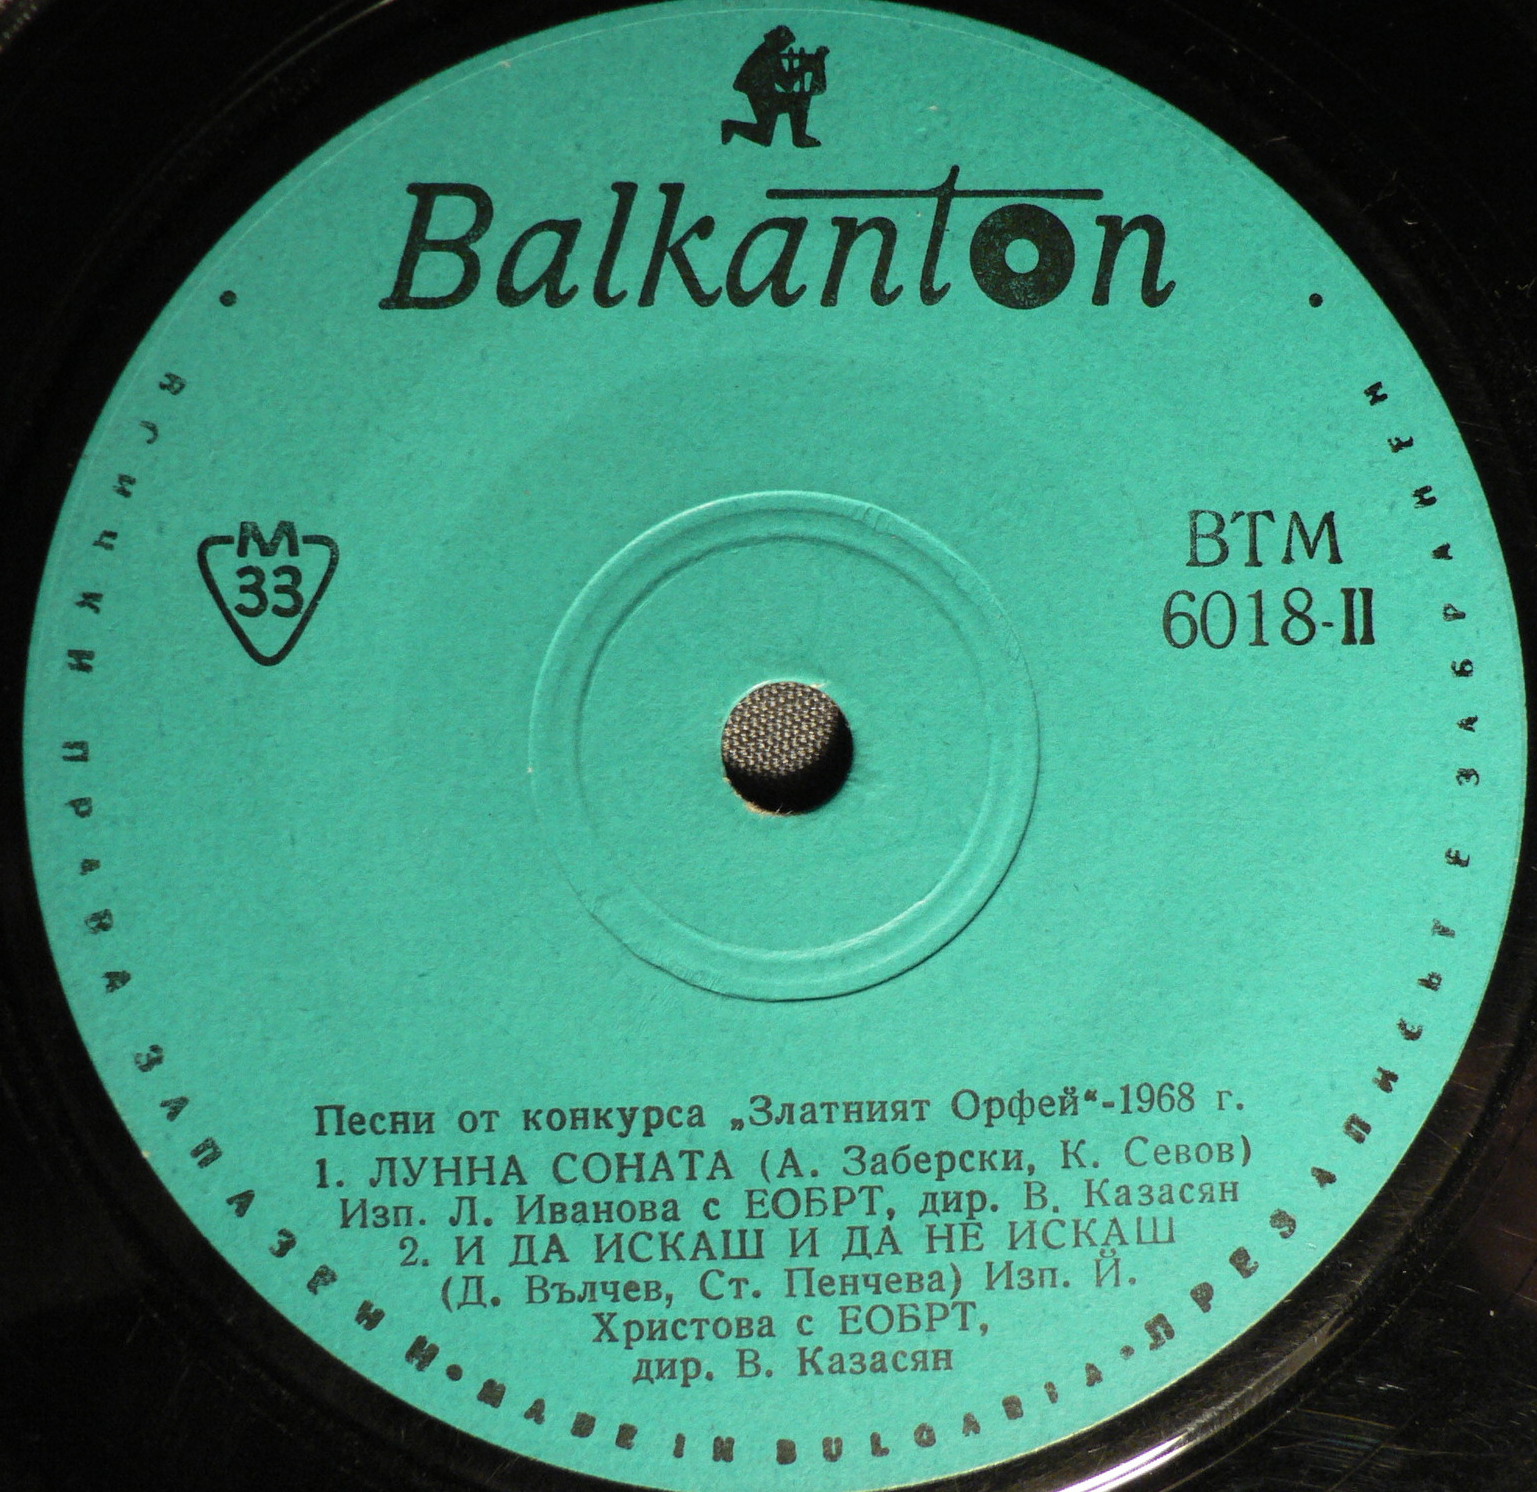 Balkanton
М
33
ВТМ
6018-II
Песни от конкурса „Златният Орфей“-1968 г.
1. ЛУННА СОНАТА (А. Заберски, К. Севов)
Изп. Л. Иванова с ЕОБРТ, дир. В. Казасян
2. И ДА ИСКАШ И ДА НЕ ИСКАШ
(Д. Вълчев, Ст. Пенчева) Изп. Й.
Христова с ЕОБРТ,
дир. В. Казасян
ВСИЧКИ ПРАВА ЗАПАЗЕНИ • MADE IN BULGARIA • ПРЕЗАПИСЪТ Е ЗАБРАНЕН